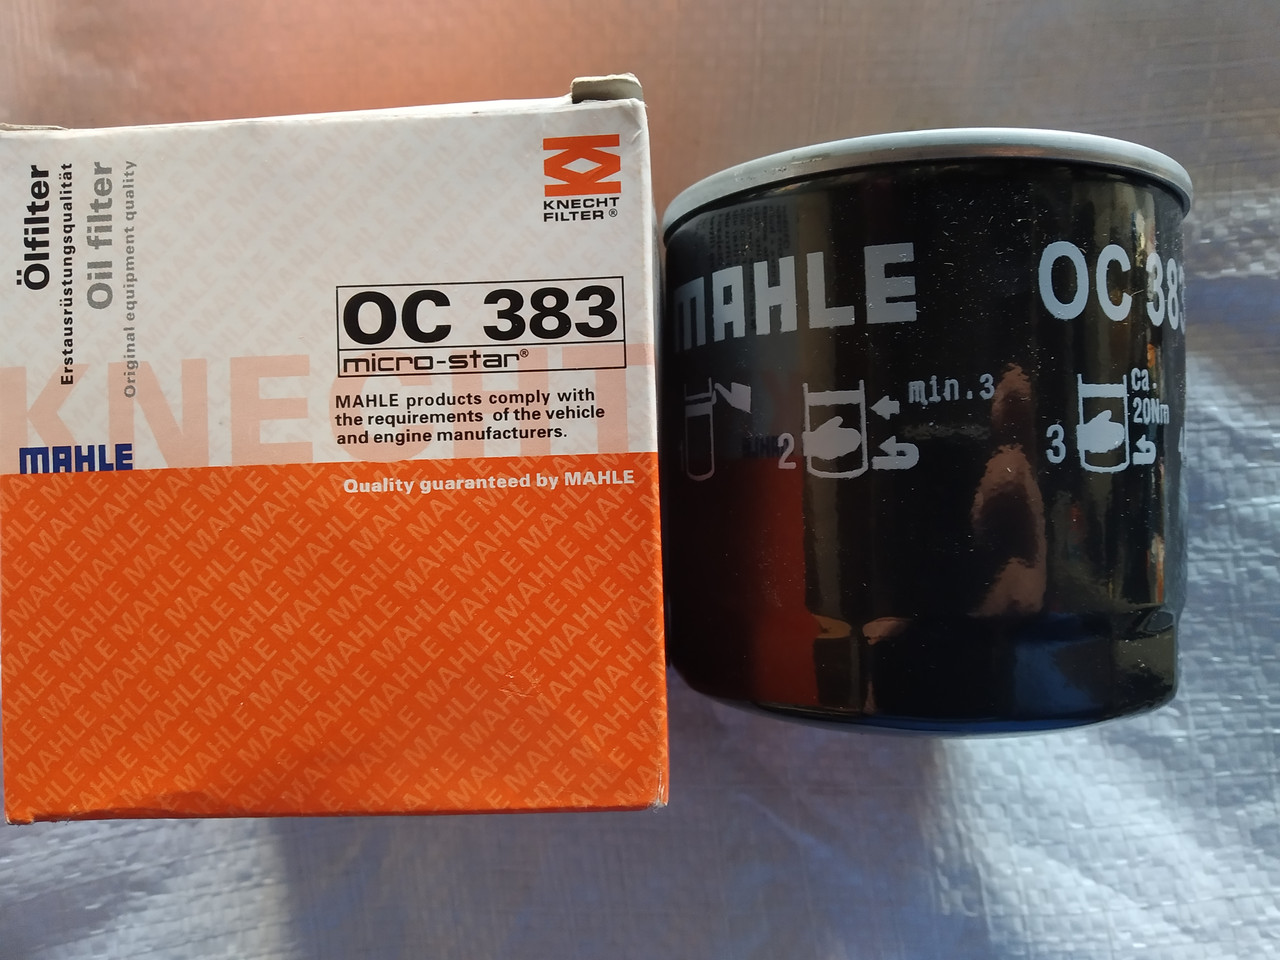 Ölfilter
Erstausrüstungsqualität
Oil filter
Original equipment quality
KNECHT
FILTER®
OC 383
micro-star®
MAHLE products comply with
the requirements of the vehicle
and engine manufacturers.
KNECHT
MAHLE
Quality guaranteed by MAHLE
MAHLE OC 383
min.3
2
3
ca.
20Nm